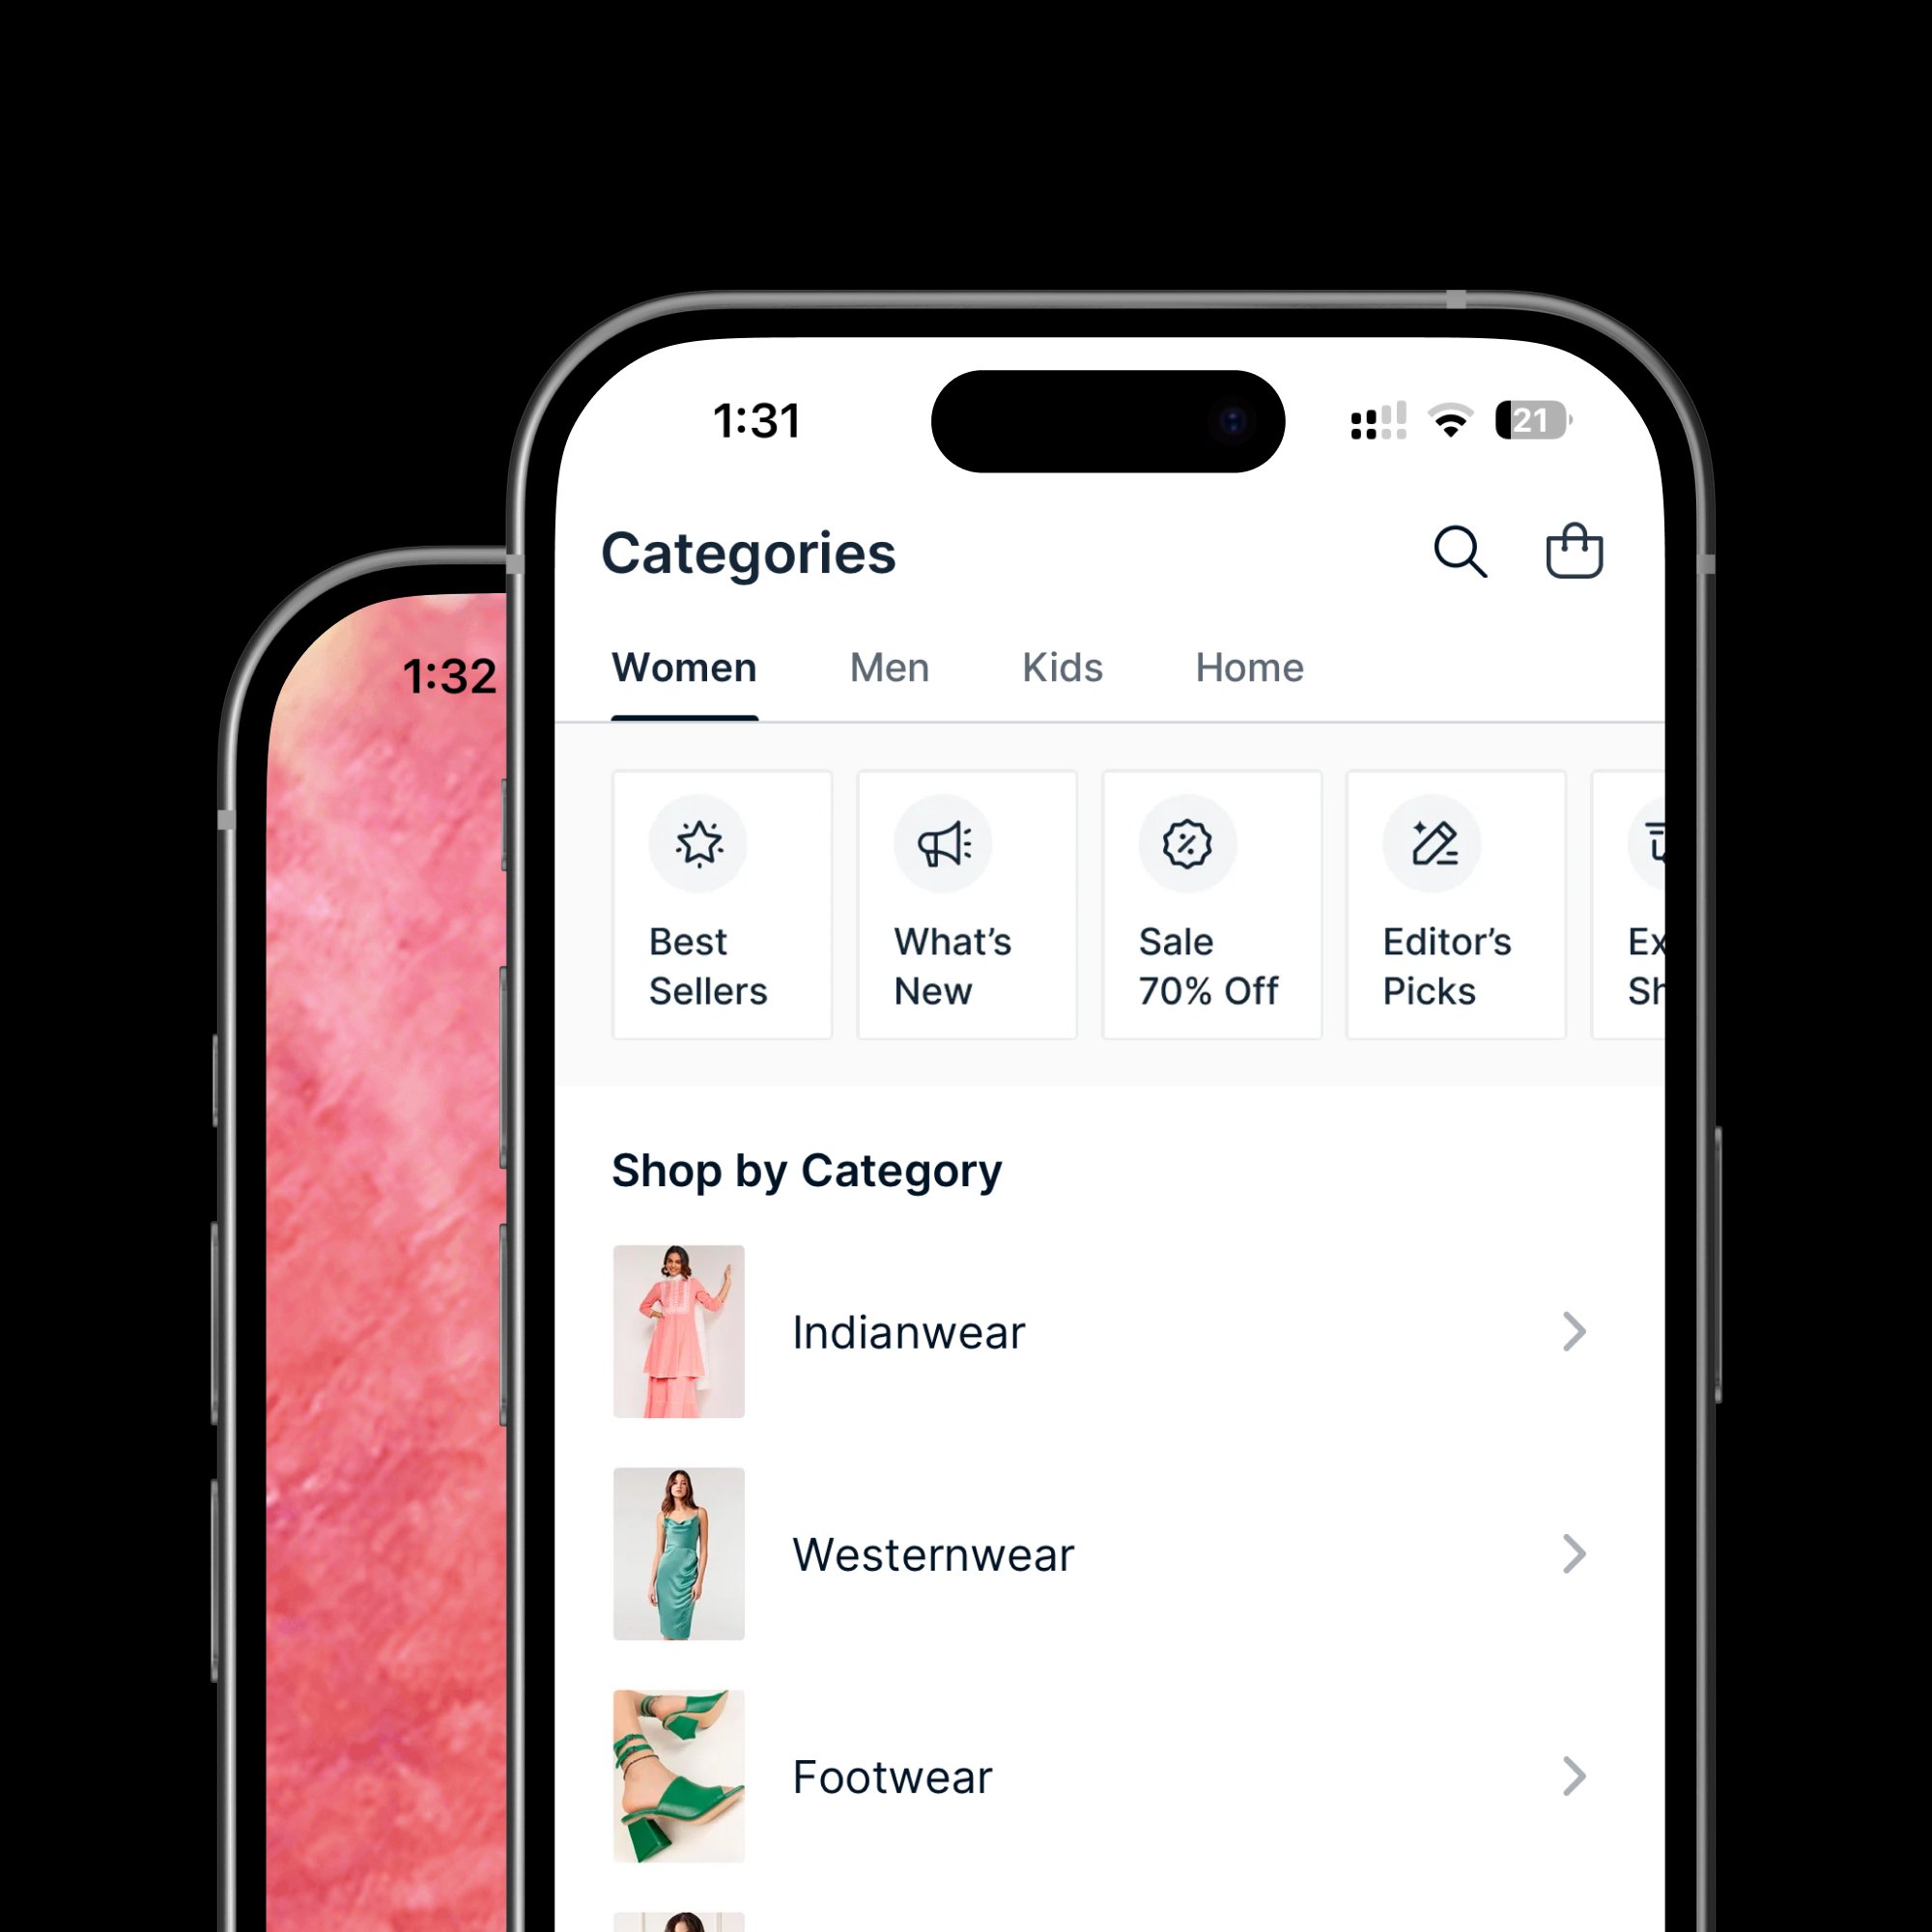 1:31
21
Categories
Women Men Kids Home
Best
Sellers
What’s
New
Sale
70% Off
Editor’s
Picks
Ex
Sh
Shop by Category
Indianwear
Westernwear
Footwear
1:32